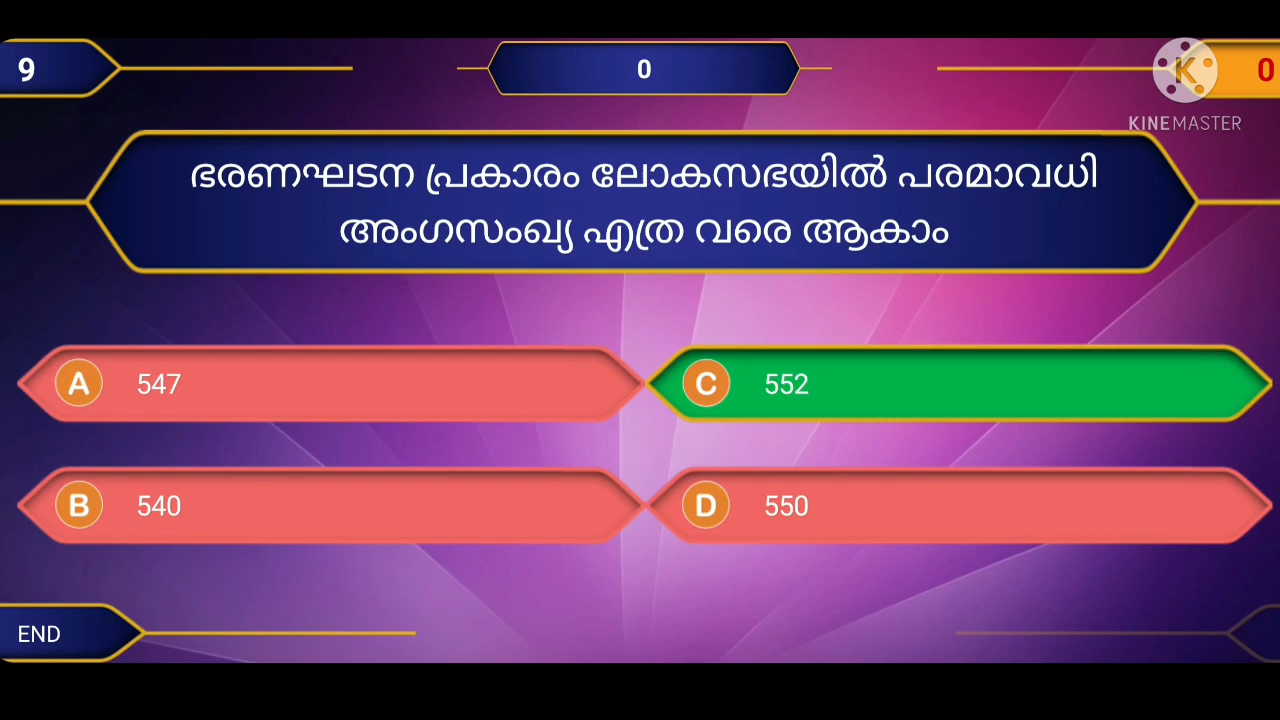 9
0
0
KINEMASTER
ഭരണഘടന പ്രകാരം ലോകസഭയിൽ പരമാവധി
അംഗസംഖ്യ എത്ര വരെ ആകാം
A 547
C 552
B 540
D 550
END